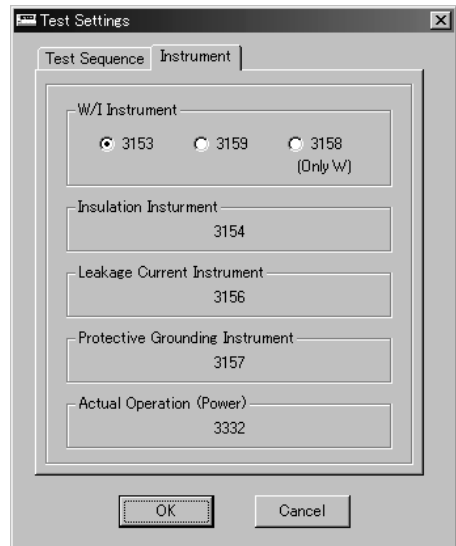 Test Settings
Test Sequence Instrument
W/I Instrument
3153 3159 3158
(Only W)
Insulation Insturment
3154
Leakage Current Instrument
3156
Protective Grounding Instrument
3157
Actual Operation (Power)
3332
OK Cancel